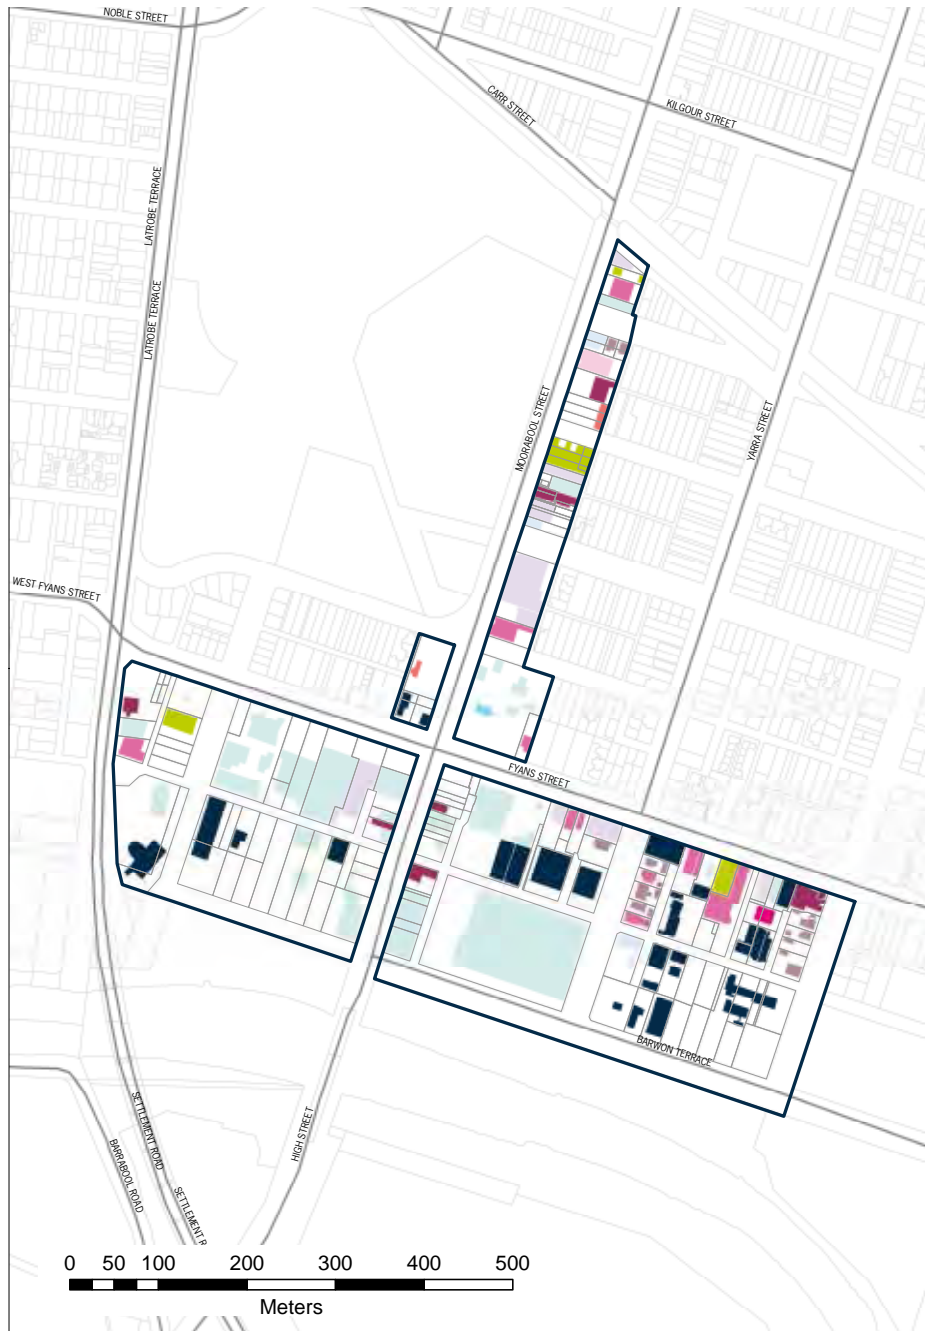 NOBLE STREET
CARR STREET
KILGOUR STREET
LATROBE TERRACE
LATROBE TERRACE
MOORABOOL STREET
YARRA STREET
WEST FYANS STREET
FYANS STREET
BARWON TERRACE
SETTLEMENT ROAD
HIGH STREET
BARRABOOL ROAD
SETTLEMENT R
0 50 100 200 300 400 500
Meters